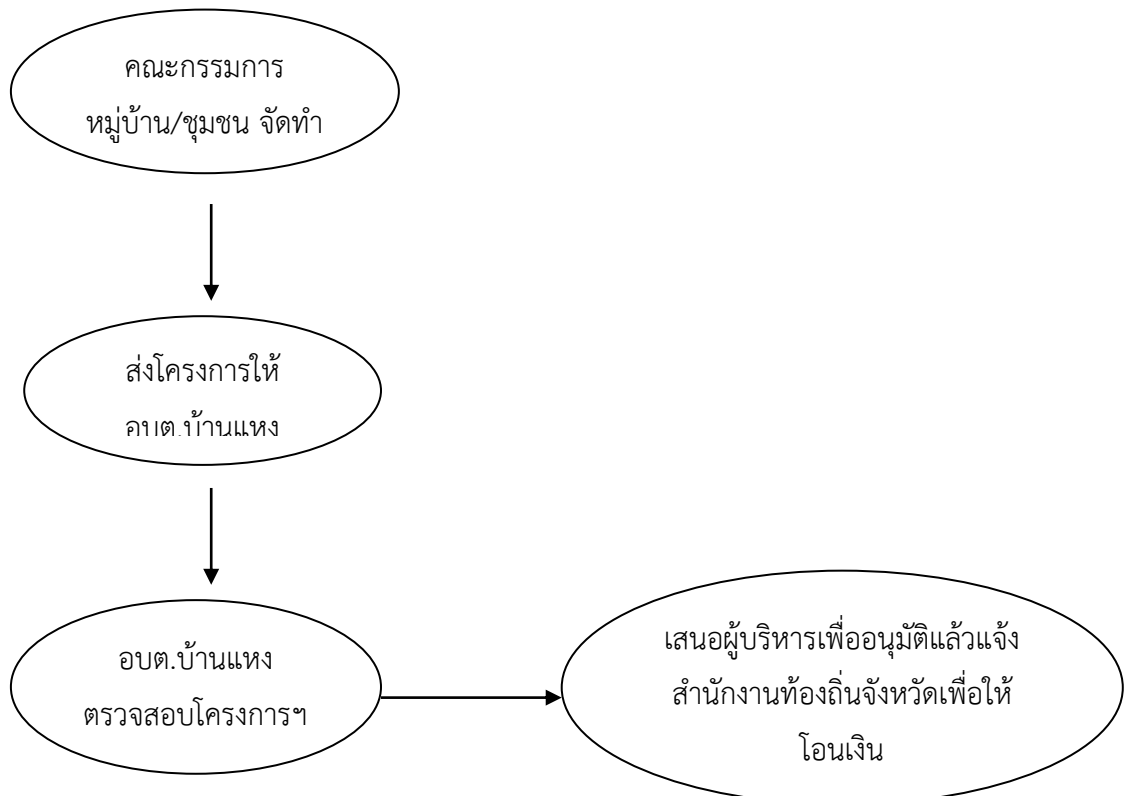 คณะกรรมการ
หมู่บ้าน/ชุมชน จัดทำ
ส่งโครงการให้
อบต.บ้านแหง
อบต.บ้านแหง
ตรวจสอบโครงการฯ
เสนอผู้บริหารเพื่ออนุมัติแล้วแจ้ง
สำนักงานท้องถิ่นจังหวัดเพื่อให้
โอนเงิน